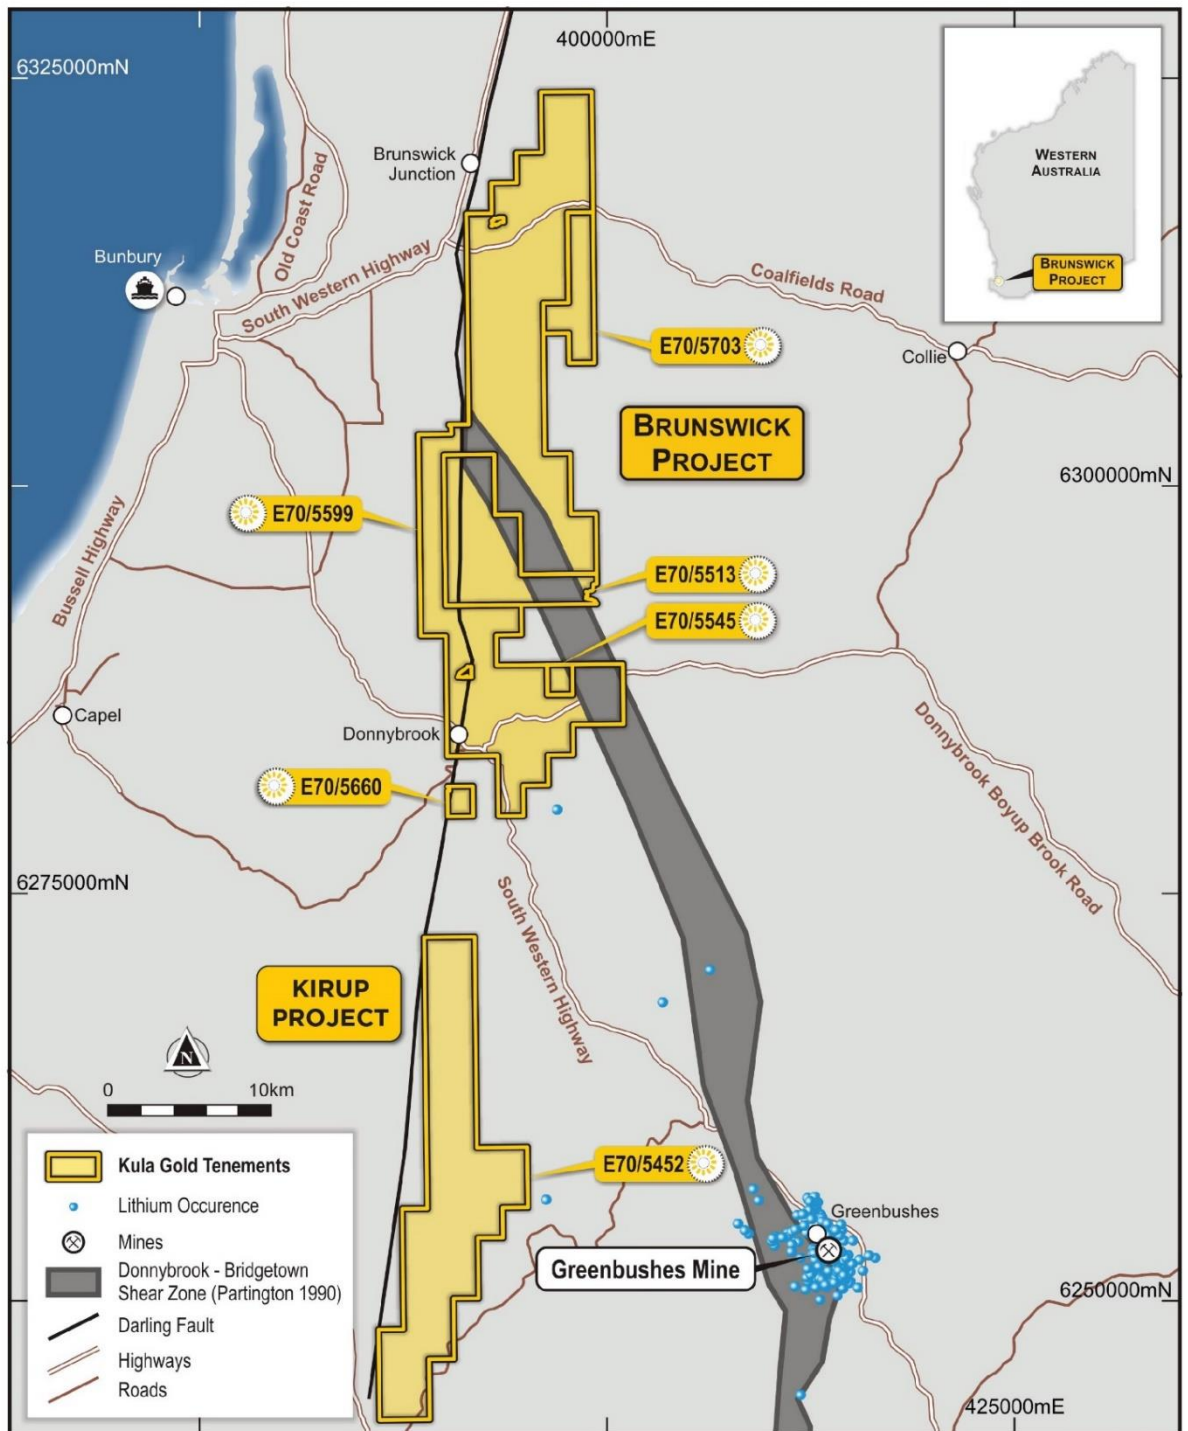 400000mE
6325000mN
Brunswick
Junction
WESTERN
AUSTRALIA
BRUNSWICK
PROJECT
Old Coast Road
Bunbury
South Western Highway
Coalfields Road
E70/5703
Collie
BRUNSWICK
PROJECT
6300000mN
E70/5599
Bussell Highway
E70/5513
E70/5545
Capel
Donnybrook
Donnybrook Boyup Brook Road
E70/5660
6275000mN
South Western Highway
KIRUP
PROJECT
N
0 10km
E70/5452
Greenbushes
Greenbushes Mine
6250000mN
425000mE
Kula Gold Tenements
Lithium Occurence
Mines
Donnybrook - Bridgetown
Shear Zone (Partington 1990)
Darling Fault
Highways
Roads